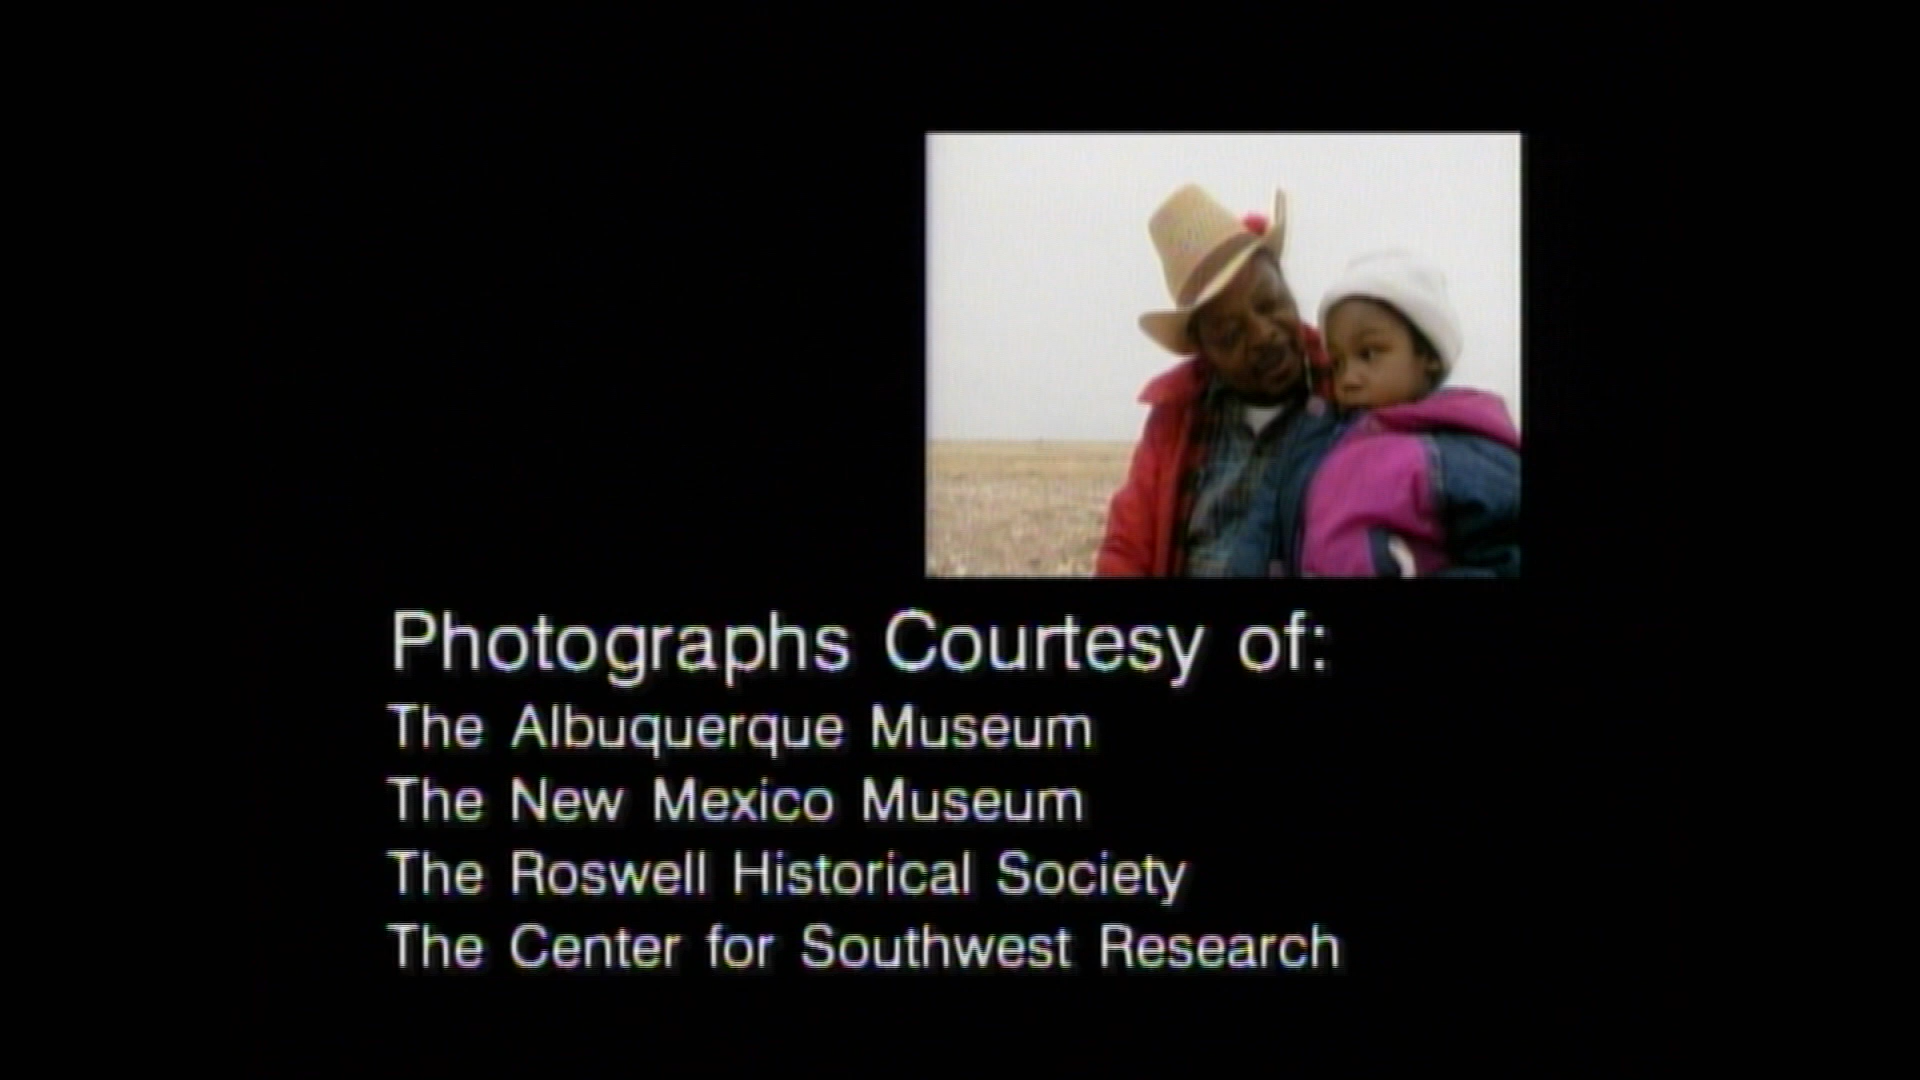 Photographs Courtesy of:
The Albuquerque Museum
The New Mexico Museum
The Roswell Historical Society
The Center for Southwest Research